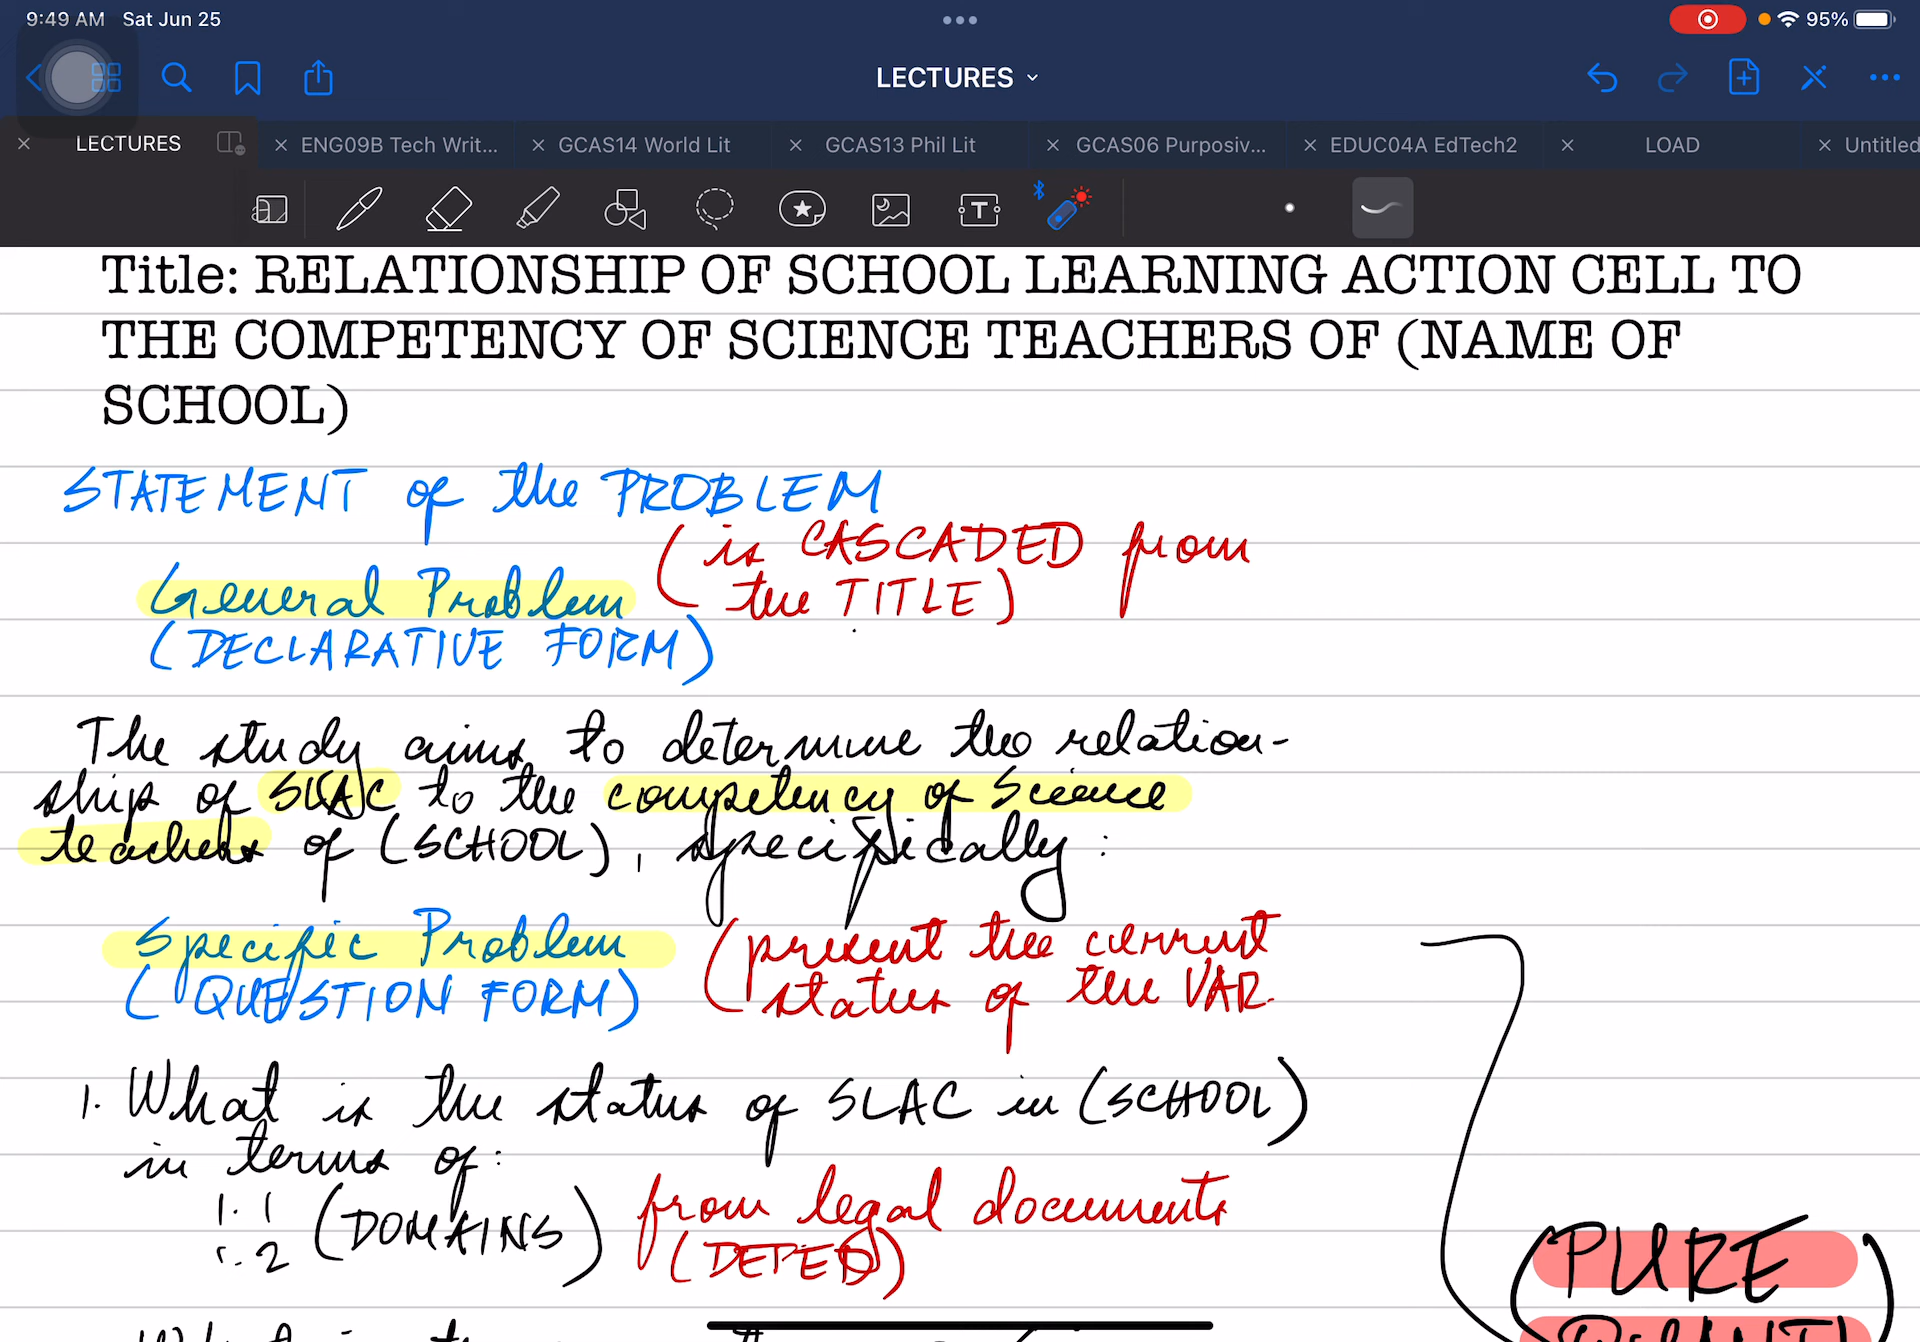 9:49 AM Sat Jun 25
95%
LECTURES
LECTURES
ENG09B Tech Writ...
GCAS14 World Lit
GCAS13 Phil Lit
GCAS06 Purposiv...
EDUC04A EdTech2
LOAD
Untitled
Title: RELATIONSHIP OF SCHOOL LEARNING ACTION CELL TO
THE COMPETENCY OF SCIENCE TEACHERS OF (NAME OF
SCHOOL)
STATEMENT of the PROBLEM
General Problem (is CASCADED from
the TITLE)
(DECLARATIVE FORM)
The study aims to determine the relation-
ship of SLAC to the competency of Science
teachers of (SCHOOL), specifically:
Specific Problem (present the current
(QUESTION FORM) status of the VAR.
1. What is the status of SLAC in (SCHOOL)
in terms of:
1.1 (DOMAINS) from legal documents
1.2 (DEPED)
(PURE)